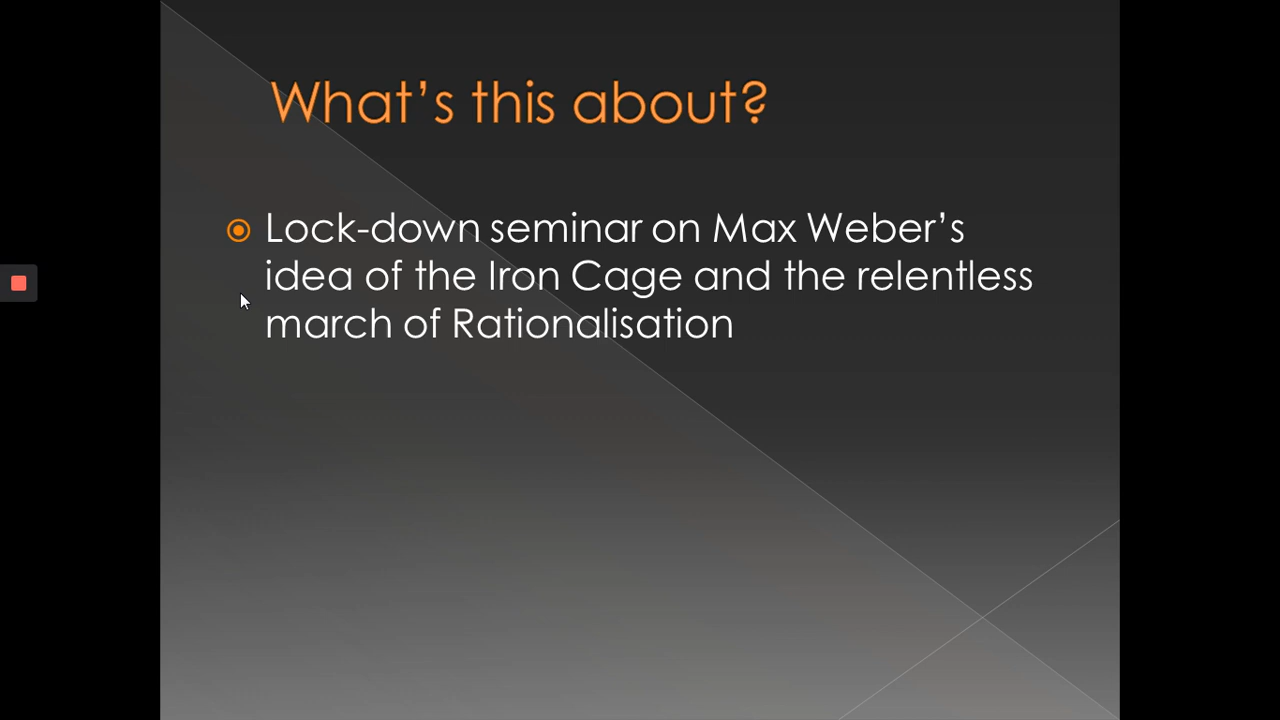 What’s this about?
Lock-down seminar on Max Weber’s
idea of the Iron Cage and the relentless
march of Rationalisation